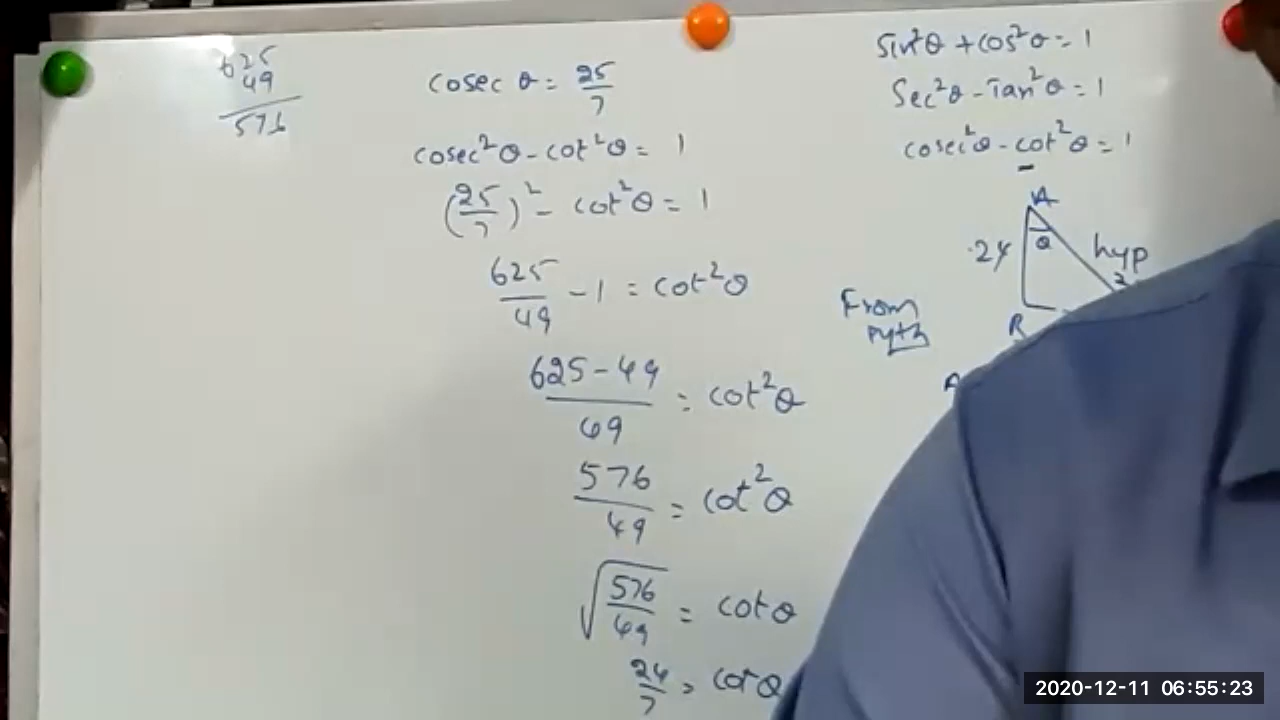 625
49
576
cosec θ = 25/7
cosec²θ - cot²θ = 1
(25/7)² - cot²θ = 1
625/49 - 1 = cot²θ
625 - 49/49 = cot²θ
576/49 = cot²θ
√576/49 = cot θ
24/7 = cot θ
sin²θ + cos²θ = 1
Sec²θ - Tan²θ = 1
cosec²θ - cot²θ = 1
A
24
θ
hyp
B
From
Pyth
A
2020-12-11 06:55:23